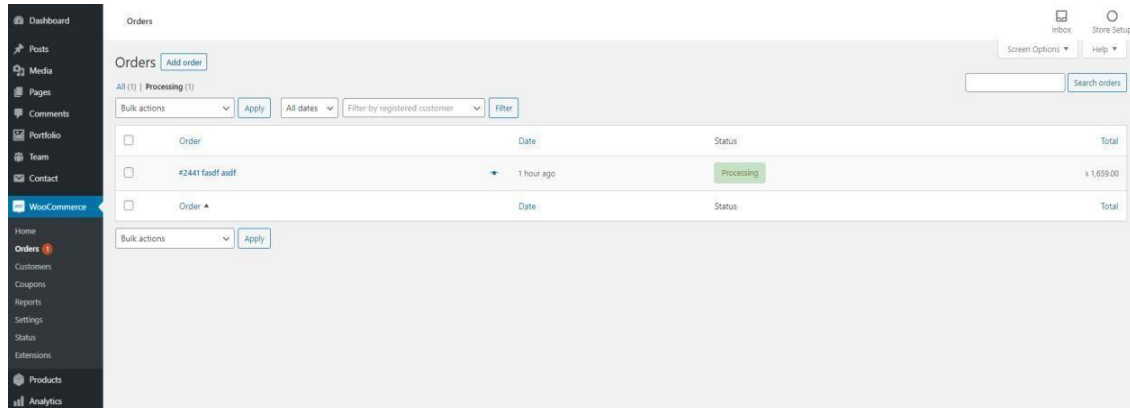 Dashboard
Posts
Media
Pages
Comments
Portfolio
Team
Contact
WooCommerce
Home
Orders 1
Customers
Coupons
Reports
Settings
Status
Extensions
Products
Analytics
Orders
Inbox
Store Setup
Screen Options ▼ Help ▼
Orders Add order
All (1) | Processing (1)
Search orders
Bulk actions Apply All dates Filter by registered customer Filter
Order Date Status Total
#2441 fasdf asdf 1 hour ago Processing ৳ 1,659.00
Order ▲ Date Status Total
Bulk actions Apply